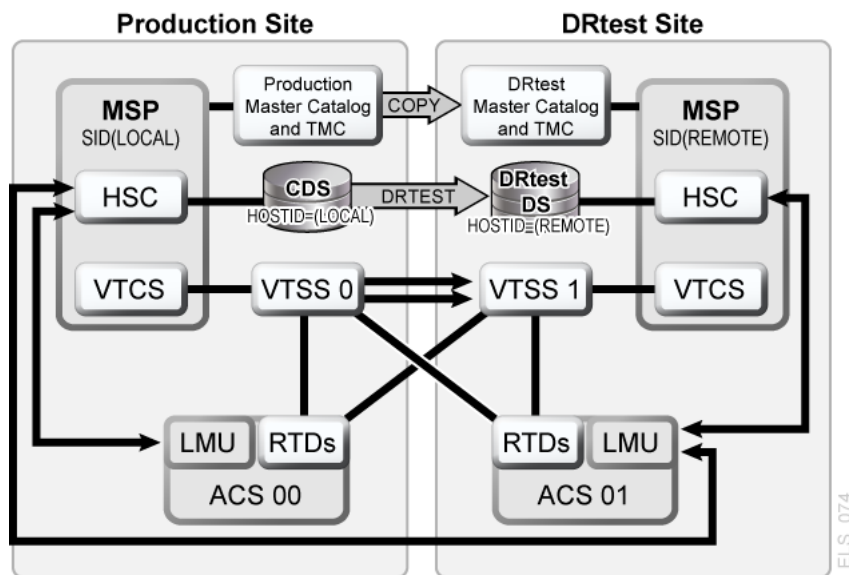 Production Site
DRtest Site
MSP
SID(LOCAL)
Production
Master Catalog
and TMC
COPY
DRtest
Master Catalog
and TMC
MSP
SID(REMOTE)
HSC
CDS
HOSTID=(LOCAL)
DRTEST
DRtest
DS
HOSTID=(REMOTE)
HSC
VTCS
VTSS 0
VTSS 1
VTCS
LMU
RTDs
ACS 00
RTDs
LMU
ACS 01
ELS_074